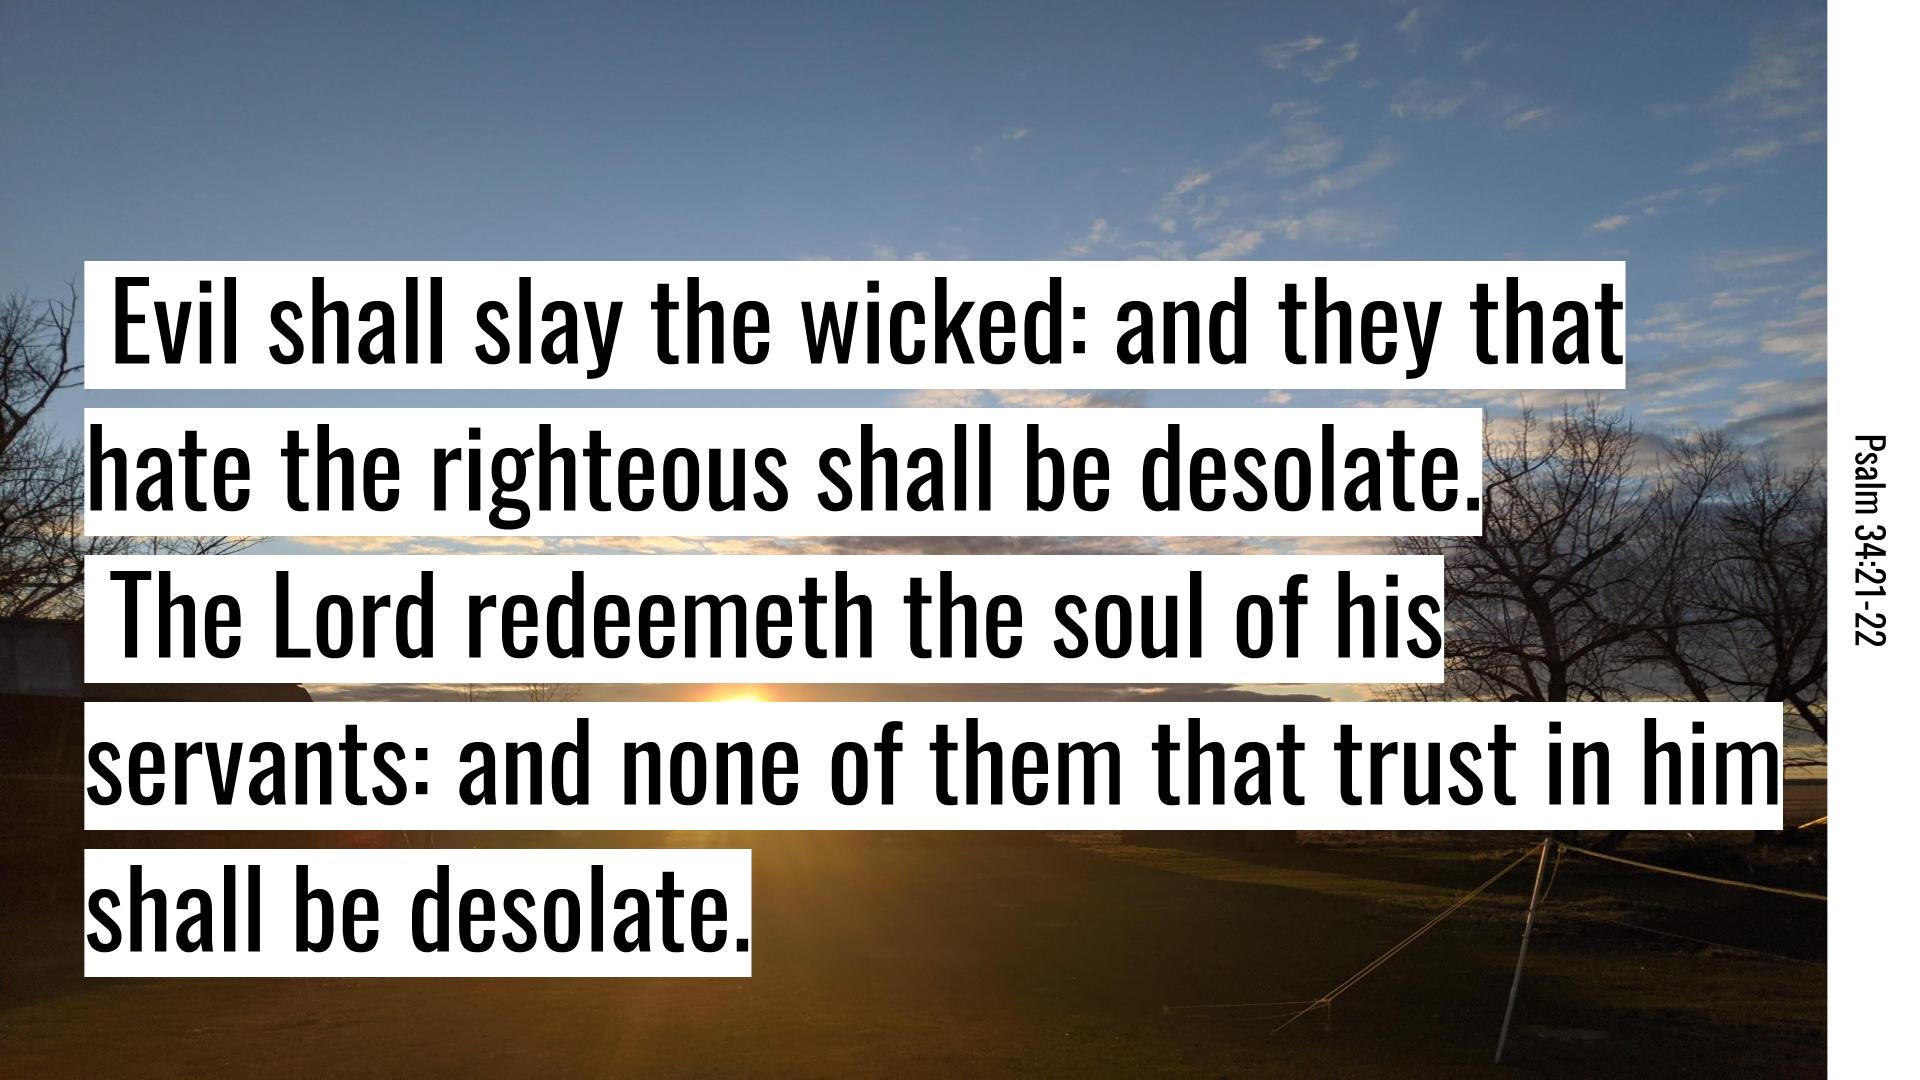 Evil shall slay the wicked: and they that
hate the righteous shall be desolate.
The Lord redeemeth the soul of his
servants: and none of them that trust in him
shall be desolate.
Psalm 34:21-22